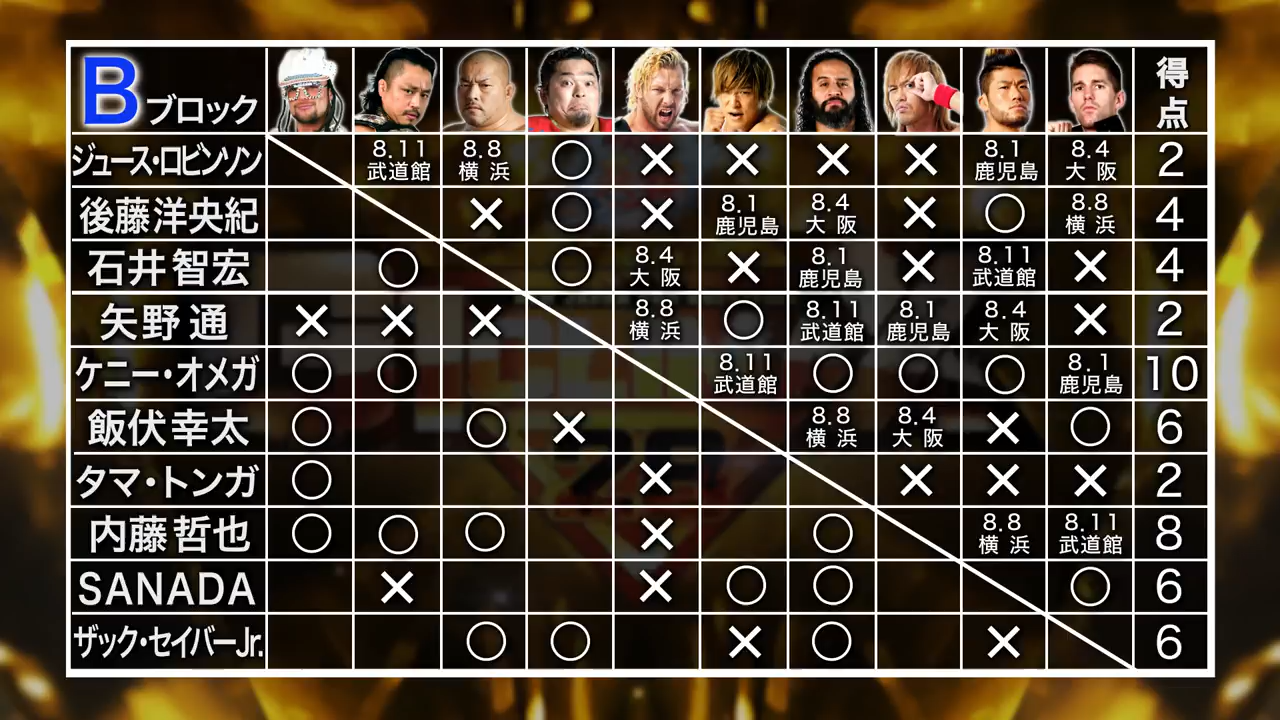 B ブロック 得点
ジュース・ロビンソン 8.11 武道館 8.8 横浜 ○ × × × × 8.1 鹿児島 8.4 大阪 2
後藤洋央紀 × ○ × 8.1 鹿児島 8.4 大阪 × ○ 8.8 横浜 4
石井智宏 ○ ○ 8.4 大阪 × 8.1 鹿児島 × 8.11 武道館 × 4
矢野通 × × × 8.8 横浜 ○ 8.11 武道館 8.1 鹿児島 8.4 大阪 × 2
ケニー・オメガ ○ ○ 8.11 武道館 ○ ○ ○ 8.1 鹿児島 10
飯伏幸太 ○ ○ × 8.8 横浜 8.4 大阪 × ○ 6
タマ・トンガ ○ × × × × 2
内藤哲也 ○ ○ ○ × ○ 8.8 横浜 8.11 武道館 8
SANADA × × ○ ○ ○ 6
ザック・セイバーJr. ○ ○ × ○ × 6